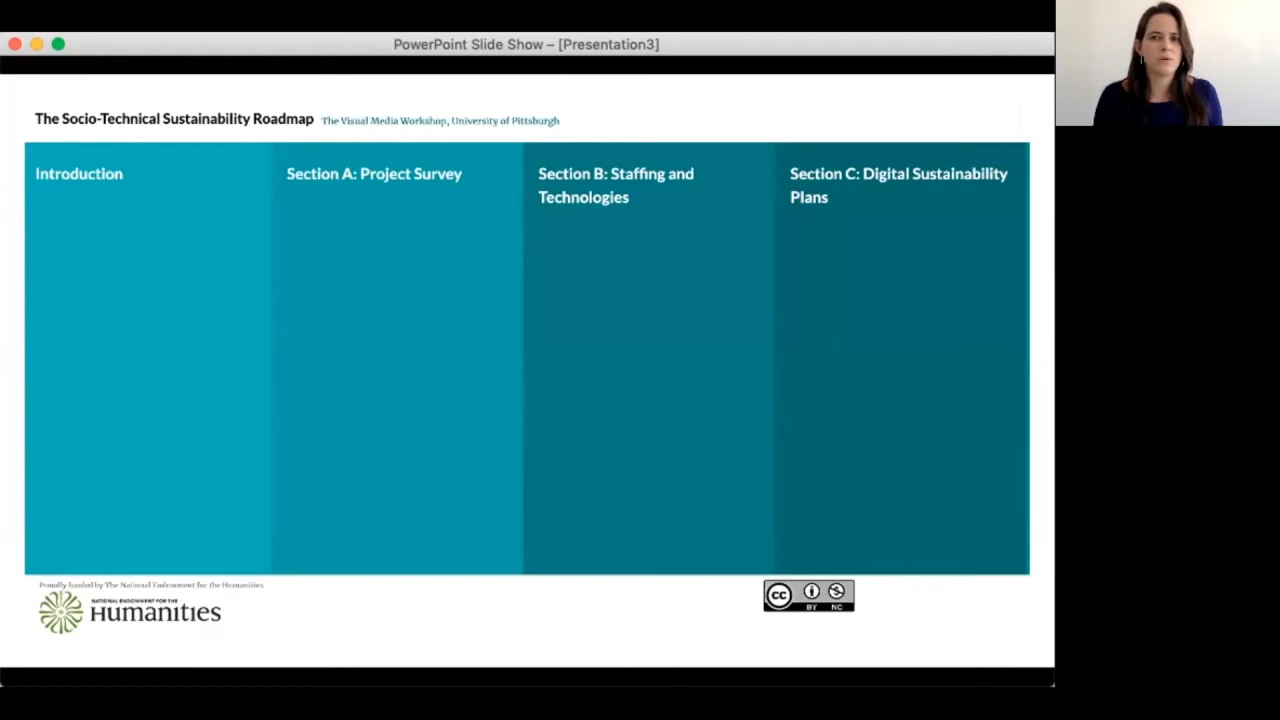 PowerPoint Slide Show – [Presentation3]
The Socio-Technical Sustainability Roadmap The Visual Media Workshop, University of Pittsburgh
Introduction
Section A: Project Survey
Section B: Staffing and
Technologies
Section C: Digital Sustainability
Plans
Proudly funded by The National Endowment for the Humanities
NATIONAL ENDOWMENT FOR THE
Humanities
cc
BY NC